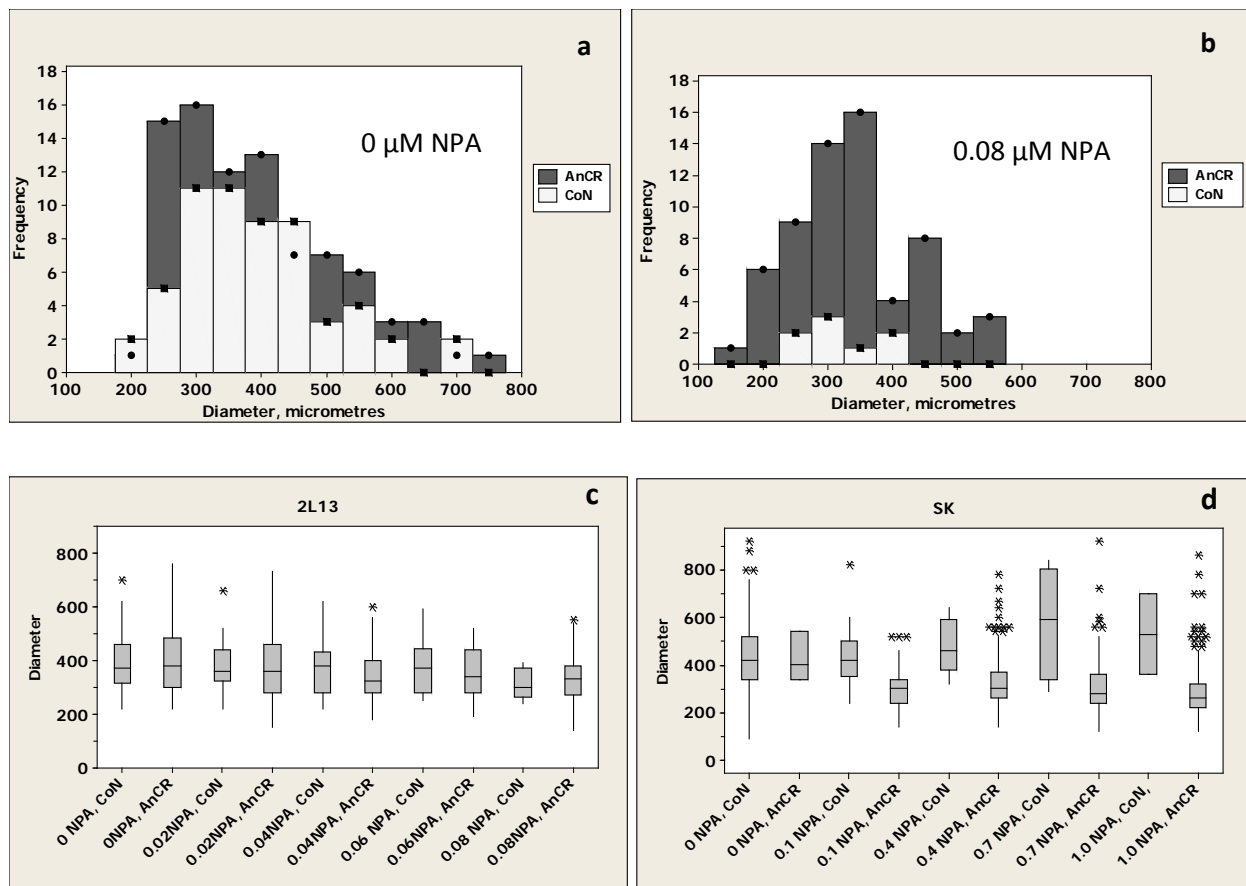 a
18
16
14
12
10
8
6
4
2
0
Frequency
0 µM NPA
AnCR
CoN
100 200 300 400 500 600 700 800
Diameter, micrometres
b
18
16
14
12
10
8
6
4
2
0
Frequency
0.08 µM NPA
AnCR
CoN
100 200 300 400 500 600 700 800
Diameter, micrometres
c
2L13
800
600
400
200
0
Diameter
0 NPA, CoN
0NPA, AnCR
0.02NPA, CoN
0.02NPA, AnCR
0.04NPA, CoN
0.04NPA, AnCR
0.06 NPA, CoN
0.06NPA, AnCR
0.08 NPA, CoN
0.08NPA, AnCR
d
SK
800
600
400
200
0
Diameter
0 NPA, CoN
0 NPA, AnCR
0.1 NPA, CoN
0.1 NPA, AnCR
0.4 NPA, CoN
0.4 NPA, AnCR
0.7 NPA, CoN
0.7 NPA, AnCR
1.0 NPA, CoN,
1.0 NPA, AnCR